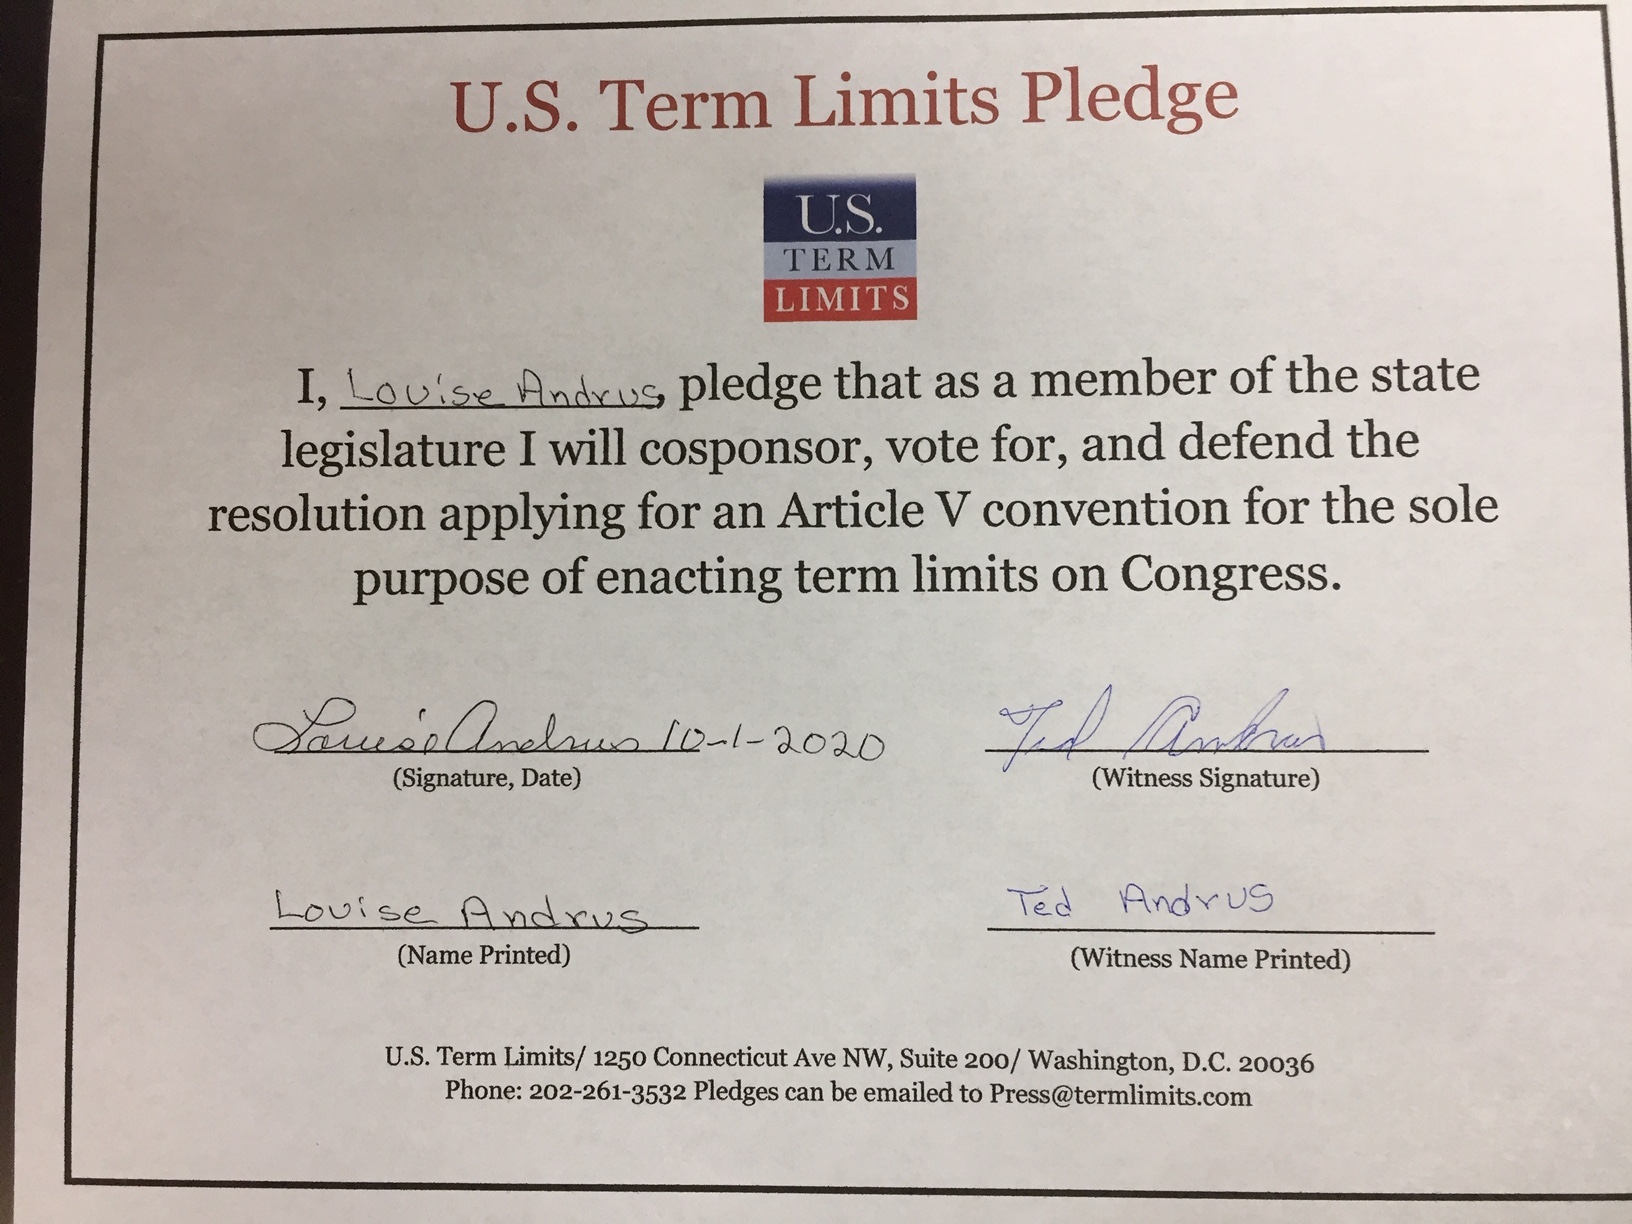 U.S. Term Limits Pledge
U.S.
TERM
LIMITS
I, Louise Andrus, pledge that as a member of the state
legislature I will cosponsor, vote for, and defend the
resolution applying for an Article V convention for the sole
purpose of enacting term limits on Congress.
Louise Andrus 10-1-2020
Ted Andrus
(Signature, Date)
(Witness Signature)
Louise Andrus
Ted Andrus
(Name Printed)
(Witness Name Printed)
U.S. Term Limits/ 1250 Connecticut Ave NW, Suite 200/ Washington, D.C. 20036
Phone: 202-261-3532 Pledges can be emailed to Press@termlimits.com